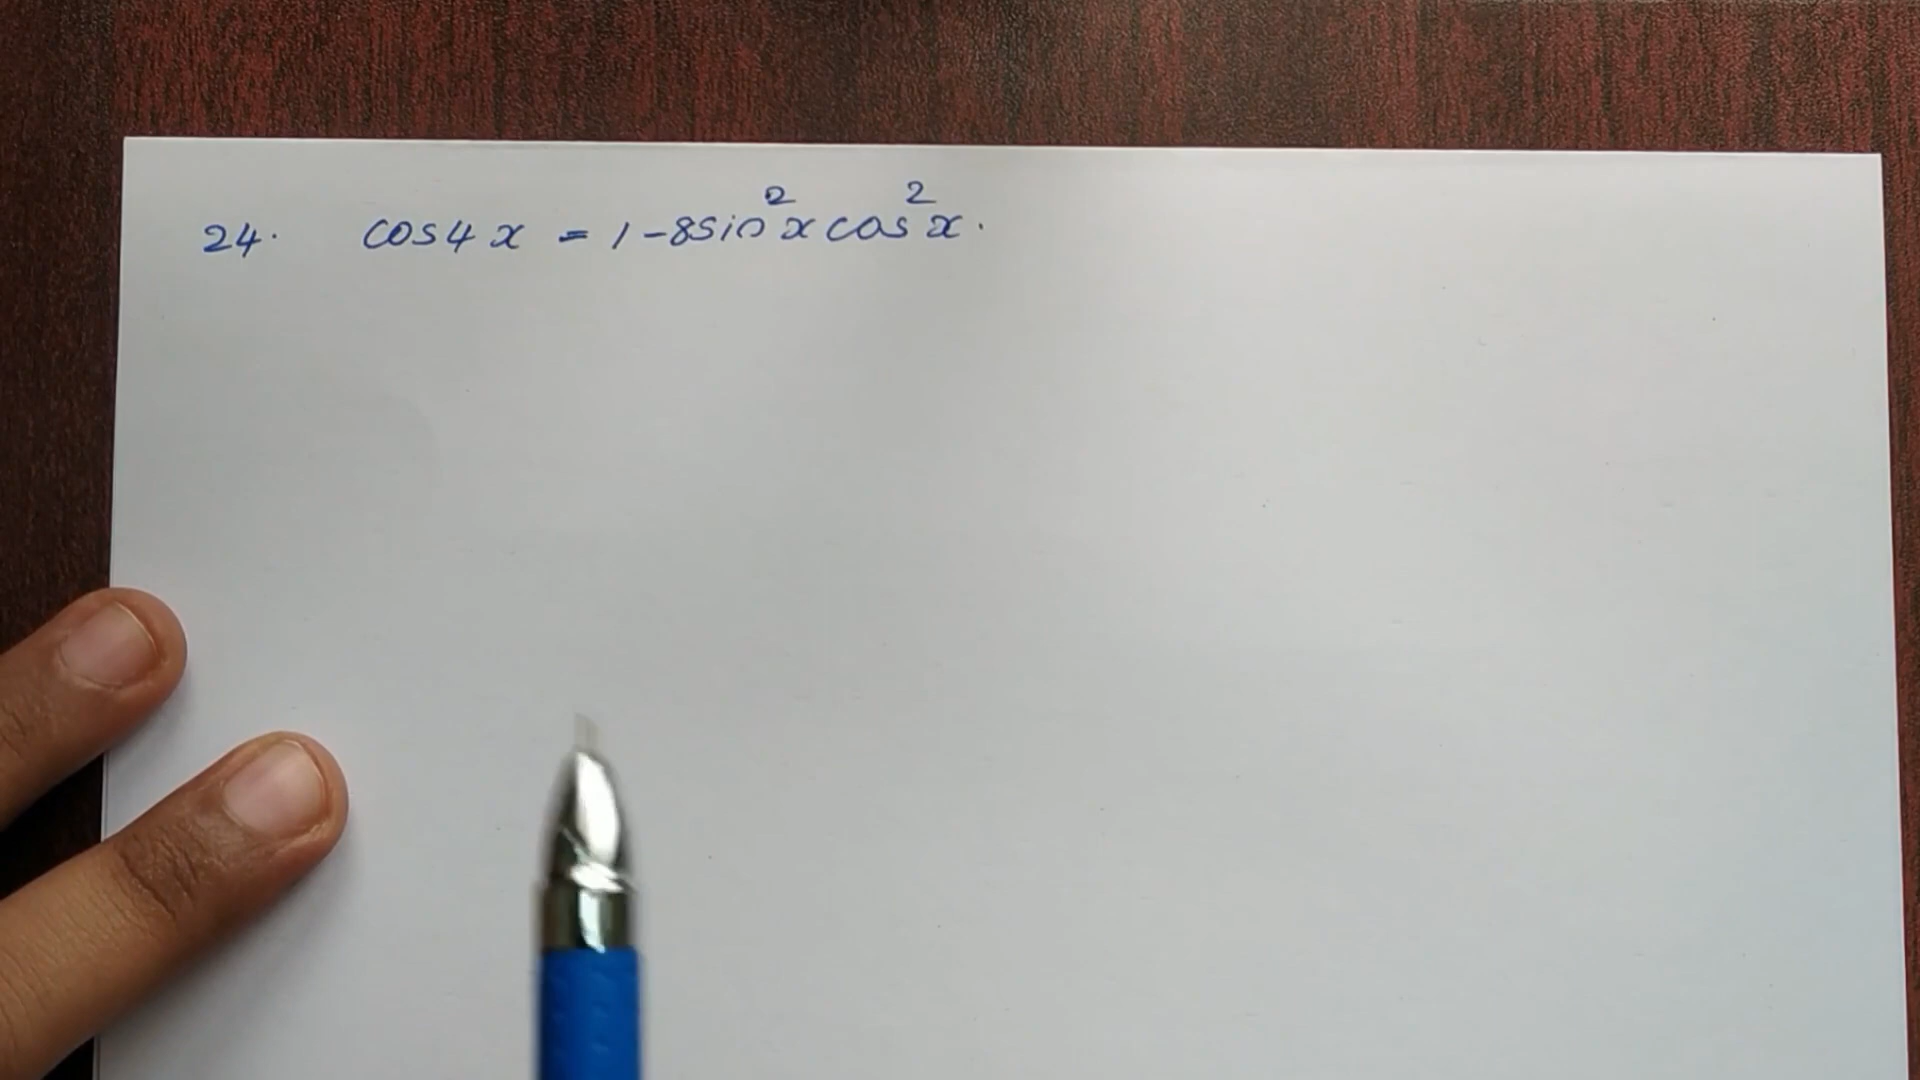 24. cos4x = 1-8sin²x cos²x.